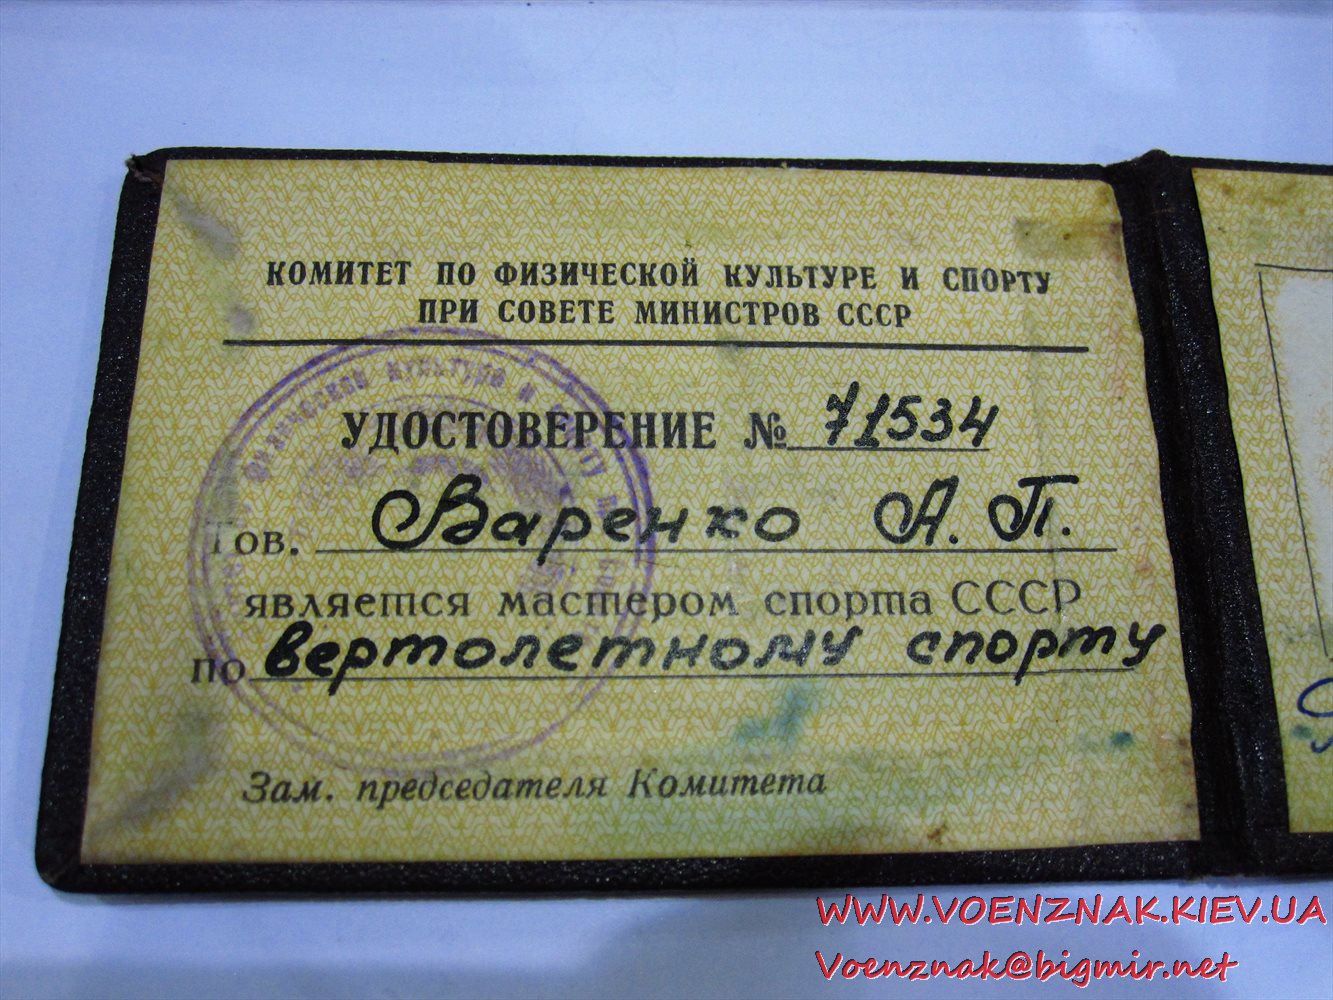 КОМИТЕТ ПО ФИЗИЧЕСКОЙ КУЛЬТУРЕ И СПОРТУ
ПРИ СОВЕТЕ МИНИСТРОВ СССР
УДОСТОВЕРЕНИЕ № 71534
Тов. Варенко А. П.
является мастером спорта СССР
по вертолетному спорту
Зам. председателя Комитета
WWW.VOENZNAK.KIEV.UA
Voenznak@bigmir.net